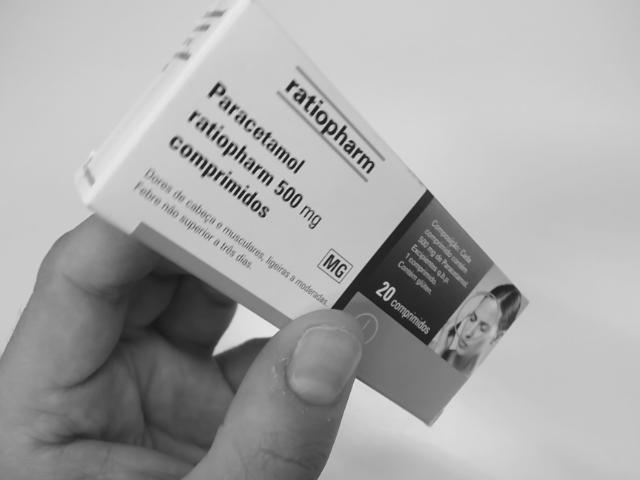 ratiopharm
Paracetamol
ratiopharm 500 mg
comprimidos
Dores de cabeça e musculares, ligeiras a moderadas.
Febre não superior a três dias.
MG
Composição: Cada
comprimido contém
500 mg de Paracetamol.
Excipientes q.b.p.
1 comprimido.
Contém glúten.
20 comprimidos